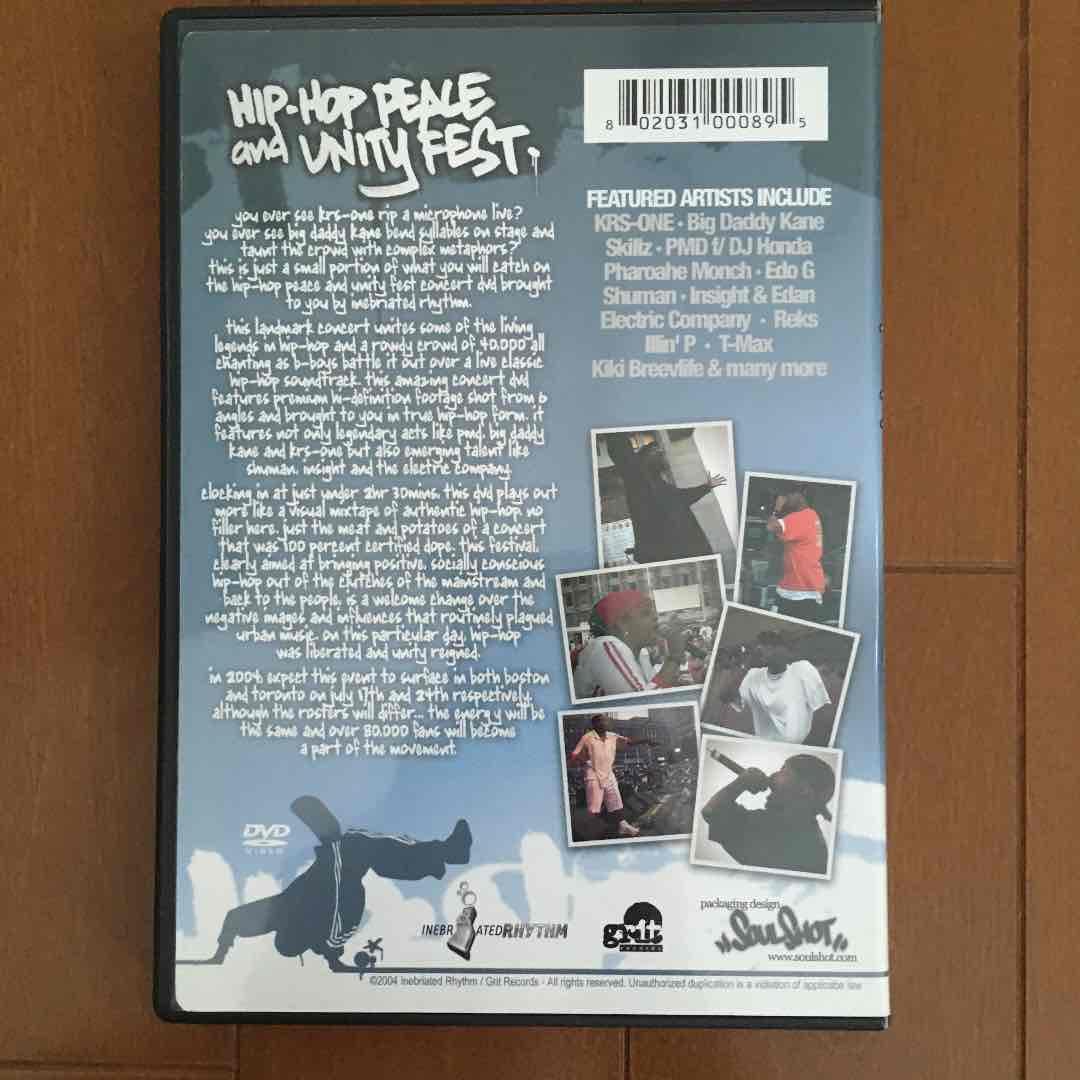 HIP-HOP PEACE
and UNITY FEST.
you ever see krs-one rip a microphone live?
you ever see big daddy kane bend syllables on stage and
taunt the crowd with complex metaphors?
this is just a small portion of what you will catch on
the hip-hop peace and unity fest concert dvd brought
to you by inebriated rhythm.
this landmark concert unites some of the living
legends in hip-hop and a rowdy crowd of 40,000 all
chanting as b-boys battle it out over a live classic
hip-hop soundtrack. this amazing concert dvd
features premium hi-definition footage shot from 6
angles and brought to you in true hip-hop form. it
features not only legendary acts like pmd, big daddy
kane and krs-one but also emerging talent like
shuman, insight and the electric company.
clocking in at just under 2hr 30mins, this dvd plays out
more like a visual mixtape of authentic hip-hop. no
filler here, just the meat and potatoes of a concert
that was 100 percent certified dope. this festival,
clearly aimed at bringing positive, socially conscious
hip-hop out of the clutches of the mainstream and
back to the people, is a welcome change over the
negative images and influences that routinely plagued
urban music. on this particular day, hip-hop
was liberated and unity reigned.
in 2004, expect this event to surface in both boston
and toronto on july 17th and 24th respectively,
although the rosters will differ... the energ y will be
the same and over 80,000 fans will become
a part of the movement.
8 02031 00089 5
FEATURED ARTISTS INCLUDE
KRS-ONE · Big Daddy Kane
Skillz · PMD f/ DJ Honda
Pharoahe Monch · Edo G
Shuman · Insight & Edan
Electric Company · Reks
Illin' P · T-Max
Kiki Breevlife & many more
DVD
VIDEO
INEBRIATEDRHYTHM
grit
RECORDS
packaging design
SOULSHOT
www.soulshot.com
©2004 Inebriated Rhythm / Grit Records - All rights reserved. Unauthorized duplication is a violation of applicabe law